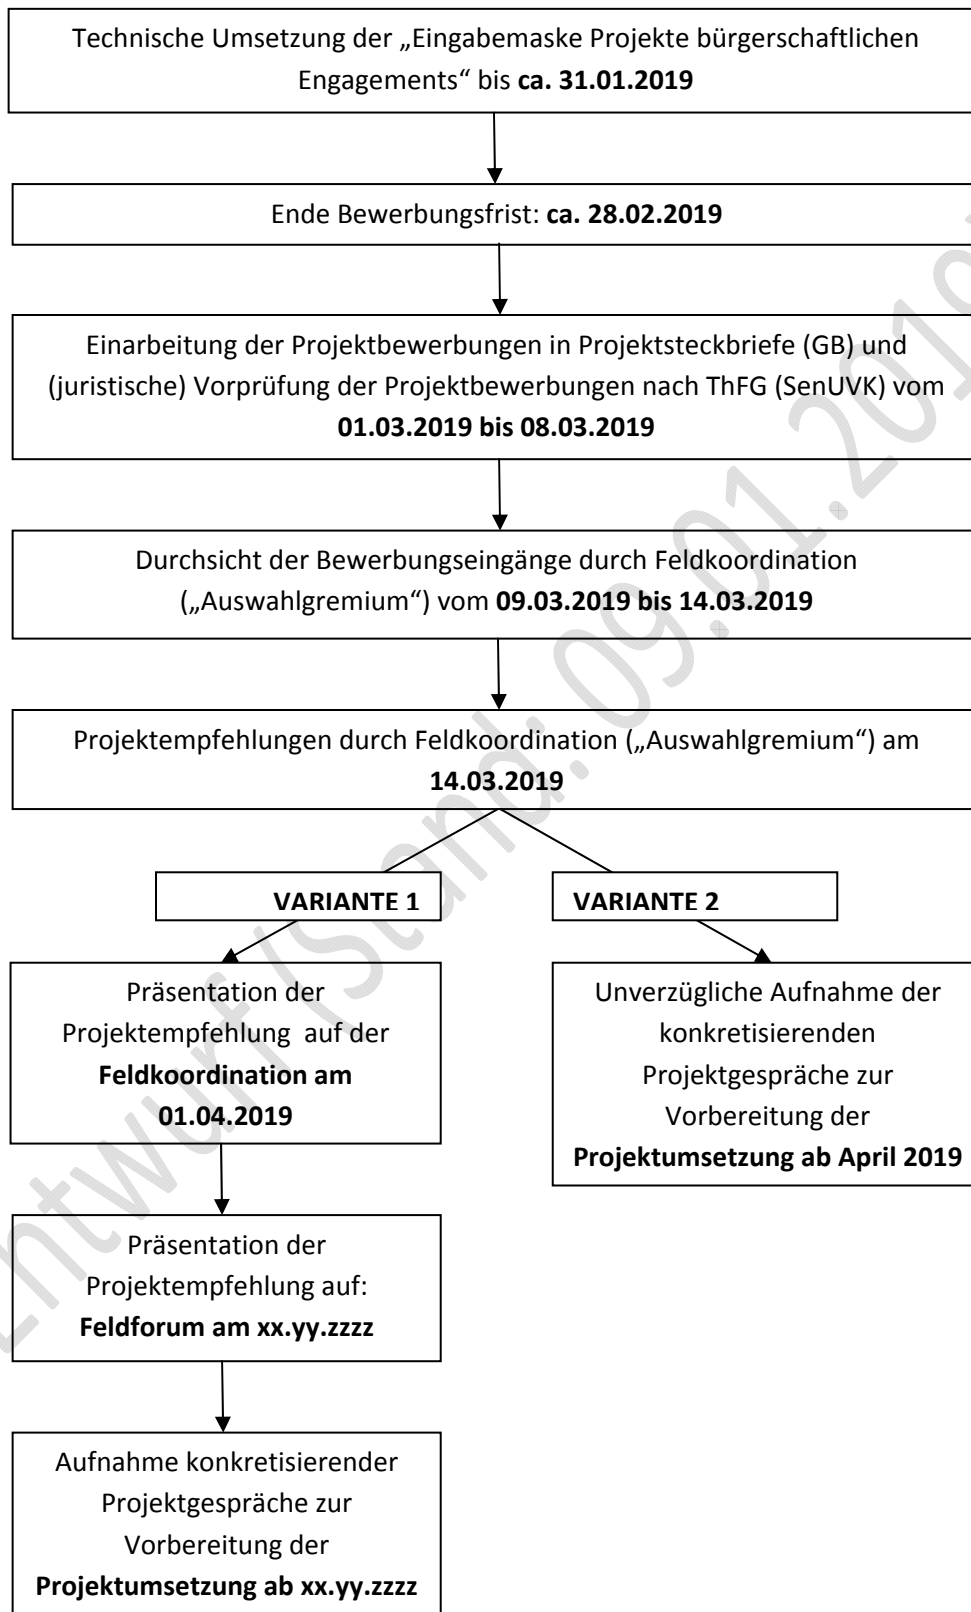 Technische Umsetzung der „Eingabemaske Projekte bürgerschaftlichen
Engagements“ bis ca. 31.01.2019
Ende Bewerbungsfrist: ca. 28.02.2019
Einarbeitung der Projektbewerbungen in Projektsteckbriefe (GB) und
(juristische) Vorprüfung der Projektbewerbungen nach ThFG (SenUVK) vom
01.03.2019 bis 08.03.2019
Durchsicht der Bewerbungseingänge durch Feldkoordination
(„Auswahlgremium“) vom 09.03.2019 bis 14.03.2019
Projektempfehlungen durch Feldkoordination („Auswahlgremium“) am
14.03.2019
VARIANTE 1
VARIANTE 2
Präsentation der
Projektempfehlung auf der
Feldkoordination am
01.04.2019
Unverzügliche Aufnahme der
konkretisierenden
Projektgespräche zur
Vorbereitung der
Projektumsetzung ab April 2019
Präsentation der
Projektempfehlung auf:
Feldforum am xx.yy.zzzz
Aufnahme konkretisierender
Projektgespräche zur
Vorbereitung der
Projektumsetzung ab xx.yy.zzzz
Entwurf (Stand: 09.01.2019